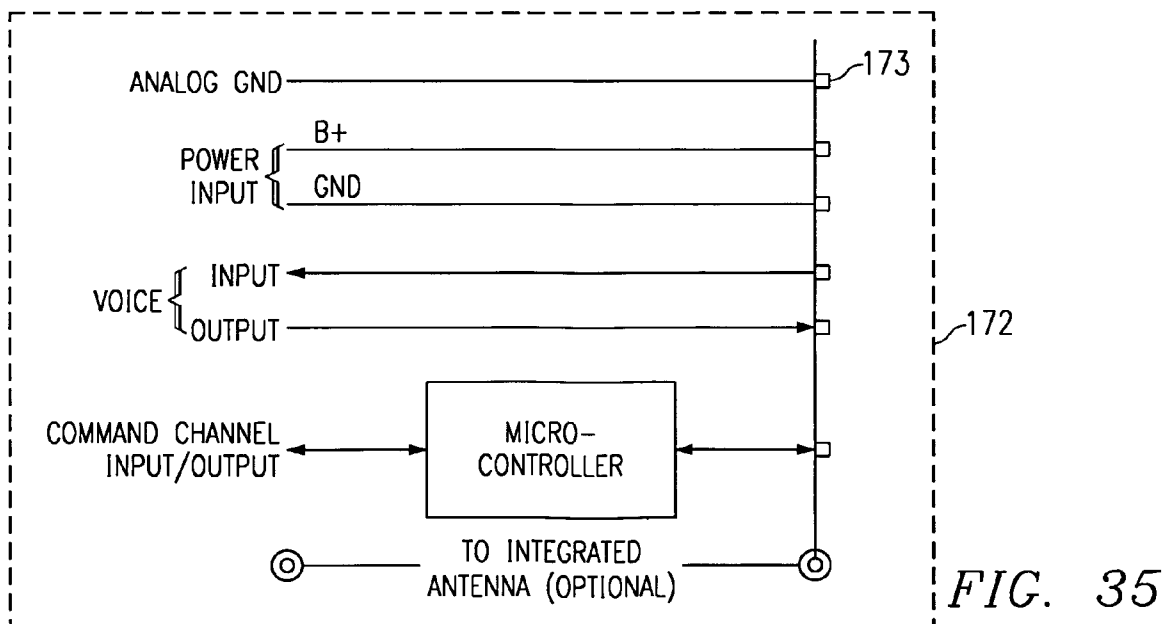 ANALOG GND
173
B+
POWER
INPUT
GND
INPUT
VOICE
OUTPUT
172
COMMAND CHANNEL
INPUT/OUTPUT
MICRO-
CONTROLLER
TO INTEGRATED
ANTENNA (OPTIONAL)
FIG. 35